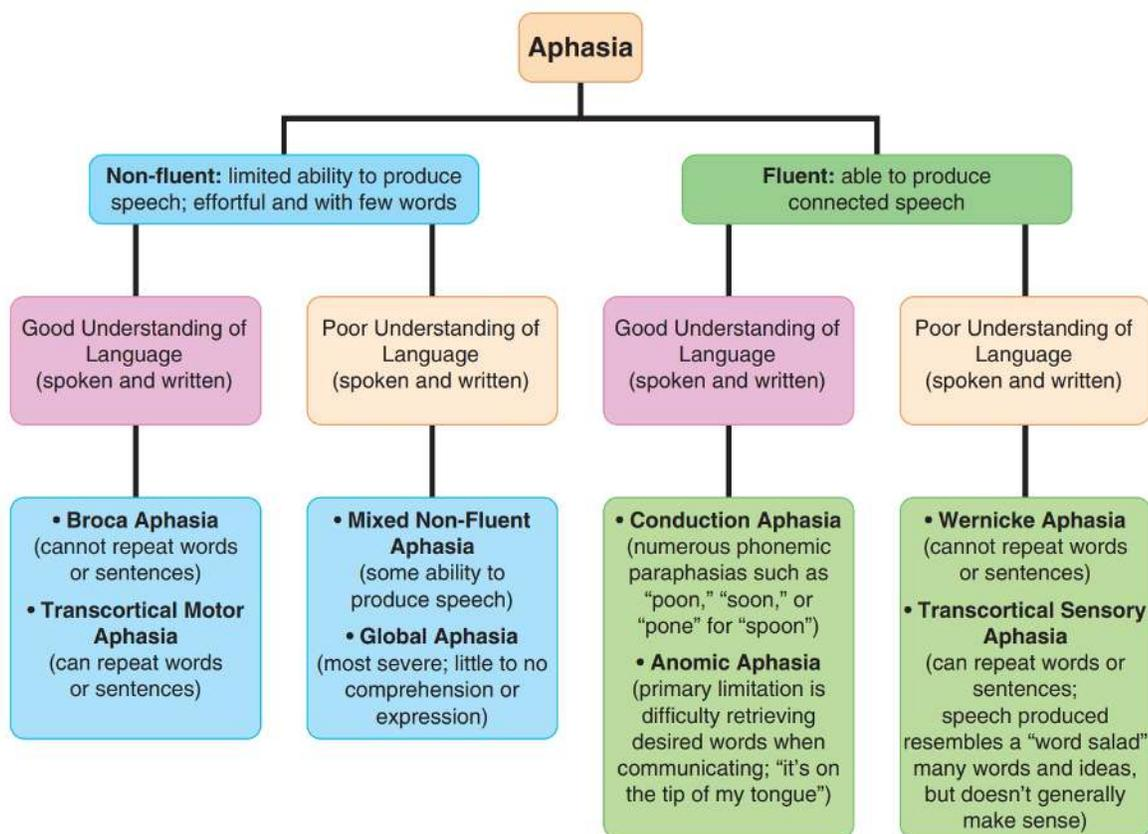 Aphasia
Non-fluent: limited ability to produce
speech; effortful and with few words
Fluent: able to produce
connected speech
Good Understanding of
Language
(spoken and written)
Poor Understanding of
Language
(spoken and written)
Good Understanding of
Language
(spoken and written)
Poor Understanding of
Language
(spoken and written)
• Broca Aphasia
(cannot repeat words
or sentences)
• Transcortical Motor
Aphasia
(can repeat words
or sentences)
• Mixed Non-Fluent
Aphasia
(some ability to
produce speech)
• Global Aphasia
(most severe; little to no
comprehension or
expression)
• Conduction Aphasia
(numerous phonemic
paraphasias such as
“poon,” “soon,” or
“pone” for “spoon”)
• Anomic Aphasia
(primary limitation is
difficulty retrieving
desired words when
communicating; “it’s on
the tip of my tongue”)
• Wernicke Aphasia
(cannot repeat words
or sentences)
• Transcortical Sensory
Aphasia
(can repeat words or
sentences;
speech produced
resembles a “word salad”
many words and ideas,
but doesn’t generally
make sense)